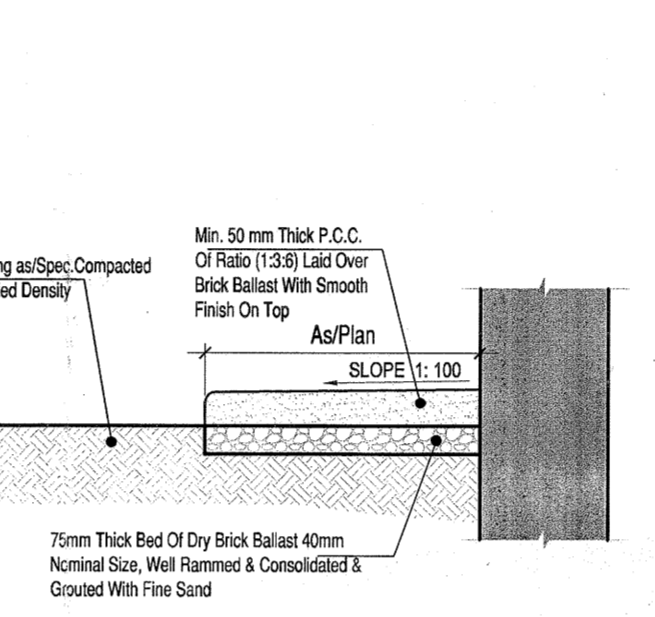 Min. 50 mm Thick P.C.C.
Of Ratio (1:3:6) Laid Over
Brick Ballast With Smooth
Finish On Top
as/Spec.Compacted
Density
As/Plan
SLOPE 1: 100
75mm Thick Bed Of Dry Brick Ballast 40mm
Nominal Size, Well Rammed & Consolidated &
Grouted With Fine Sand